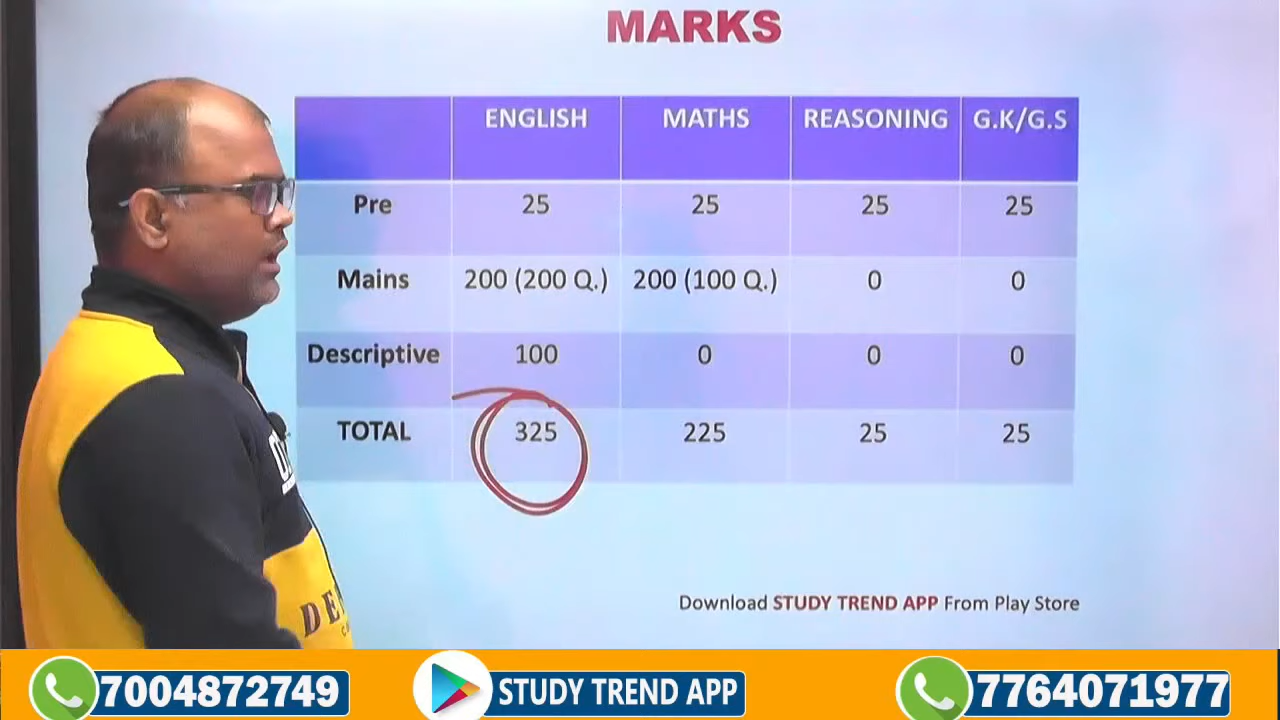 MARKS
ENGLISH MATHS REASONING G.K/G.S
Pre 25 25 25 25
Mains 200 (200 Q.) 200 (100 Q.) 0 0
Descriptive 100 0 0 0
TOTAL 325 225 25 25
Download STUDY TREND APP From Play Store
7004872749 STUDY TREND APP 7764071977